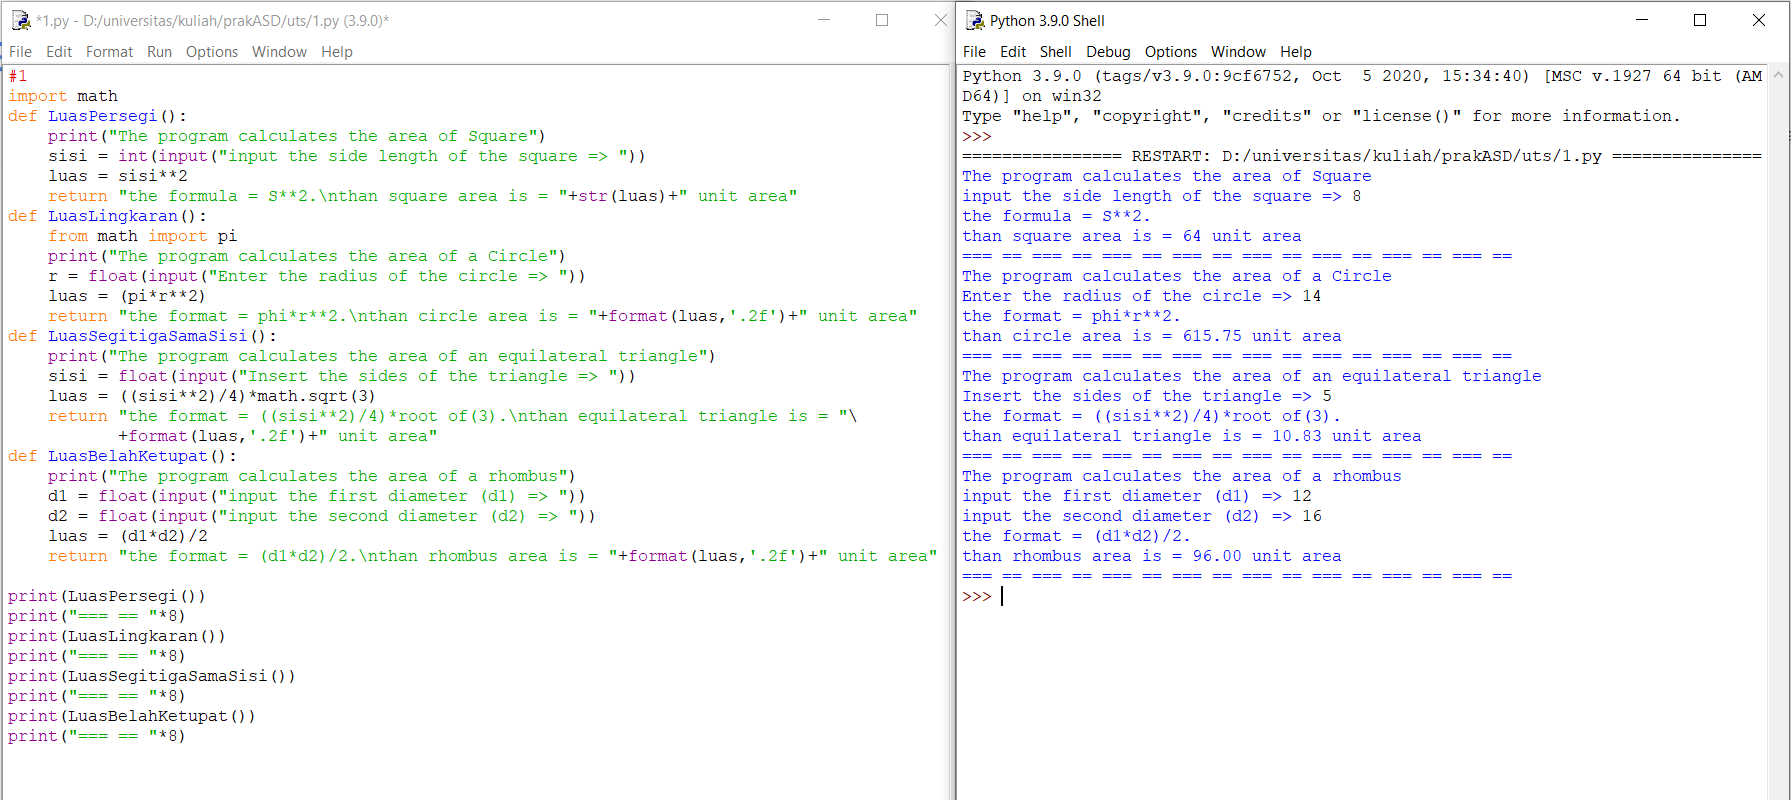 *1.py - D:/universitas/kuliah/prakASD/uts/1.py (3.9.0)*
File Edit Format Run Options Window Help
#1
import math
def LuasPersegi():
    print("The program calculates the area of Square")
    sisi = int(input("input the side length of the square => "))
    luas = sisi**2
    return "the formula = S**2.\nthan square area is = "+str(luas)+" unit area"
def LuasLingkaran():
    from math import pi
    print("The program calculates the area of a Circle")
    r = float(input("Enter the radius of the circle => "))
    luas = (pi*r**2)
    return "the format = phi*r**2.\nthan circle area is = "+format(luas,'.2f')+" unit area"
def LuasSegitigaSamaSisi():
    print("The program calculates the area of an equilateral triangle")
    sisi = float(input("Insert the sides of the triangle => "))
    luas = ((sisi**2)/4)*math.sqrt(3)
    return "the format = ((sisi**2)/4)*root of(3).\nthan equilateral triangle is = "\
           +format(luas,'.2f')+" unit area"
def LuasBelahKetupat():
    print("The program calculates the area of a rhombus")
    d1 = float(input("input the first diameter (d1) => "))
    d2 = float(input("input the second diameter (d2) => "))
    luas = (d1*d2)/2
    return "the format = (d1*d2)/2.\nthan rhombus area is = "+format(luas,'.2f')+" unit area"
print(LuasPersegi())
print("=== == "*8)
print(LuasLingkaran())
print("=== == "*8)
print(LuasSegitigaSamaSisi())
print("=== == "*8)
print(LuasBelahKetupat())
print("=== == "*8)
Python 3.9.0 Shell
File Edit Shell Debug Options Window Help
Python 3.9.0 (tags/v3.9.0:9cf6752, Oct  5 2020, 15:34:40) [MSC v.1927 64 bit (AM
D64)] on win32
Type "help", "copyright", "credits" or "license()" for more information.
>>>
================ RESTART: D:/universitas/kuliah/prakASD/uts/1.py ===============
The program calculates the area of Square
input the side length of the square => 8
the formula = S**2.
than square area is = 64 unit area
=== == === == === == === == === == === == === == === ==
The program calculates the area of a Circle
Enter the radius of the circle => 14
the format = phi*r**2.
than circle area is = 615.75 unit area
=== == === == === == === == === == === == === == === ==
The program calculates the area of an equilateral triangle
Insert the sides of the triangle => 5
the format = ((sisi**2)/4)*root of(3).
than equilateral triangle is = 10.83 unit area
=== == === == === == === == === == === == === == === ==
The program calculates the area of a rhombus
input the first diameter (d1) => 12
input the second diameter (d2) => 16
the format = (d1*d2)/2.
than rhombus area is = 96.00 unit area
=== == === == === == === == === == === == === == === ==
>>>